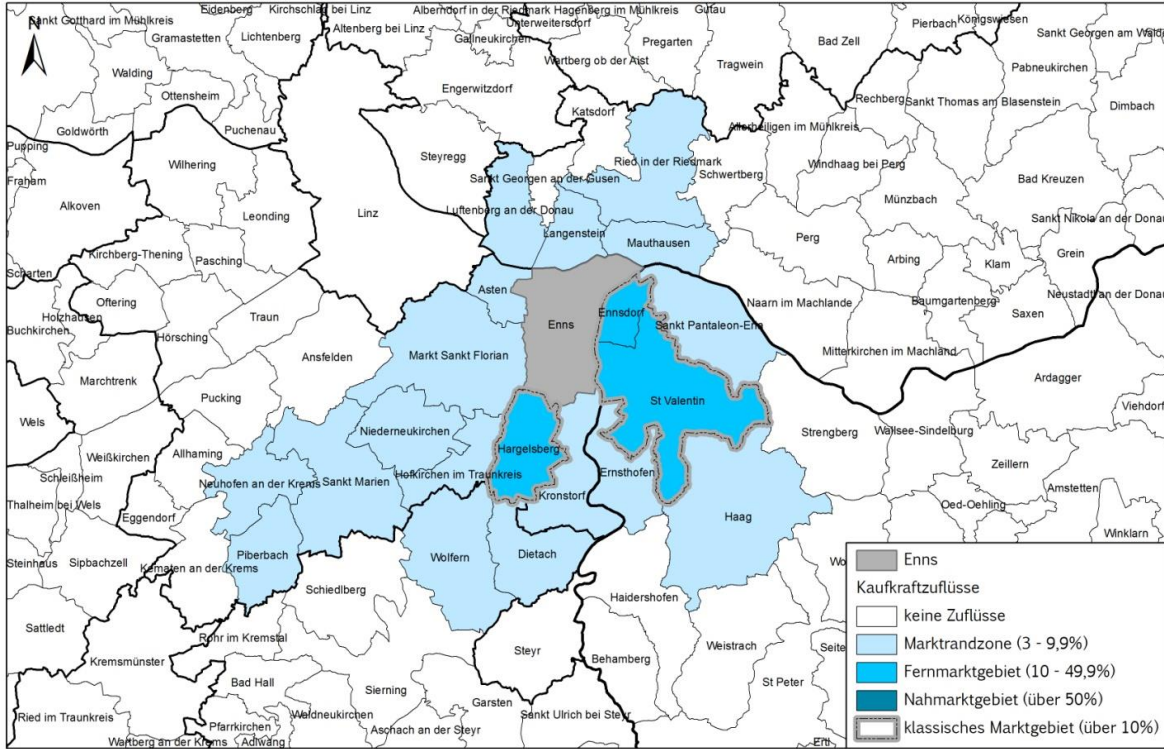 N
Sankt Gotthard im Mühlkreis
Eidenberg
Kirchschlag bei Linz
Alberndorf in der Riedmark
Hagenberg im Mühlkreis
Gutau
Pierbach
Königswiesen
Gramastetten
Lichtenberg
Altenberg bei Linz
Unterweitersdorf
Gallneukirchen
Pregarten
Bad Zell
Sankt Georgen am Wald
Walding
Wartberg ob der Aist
Tragwein
Pabneukirchen
Ottensheim
Engerwitzdorf
Rechberg
Sankt Thomas am Blasenstein
Dimbach
Goldwörth
Puchenau
Katsdorf
Allerheiligen im Mühlkreis
Pupping
Wilhering
Steyregg
Ried in der Riedmark
Windhaag bei Perg
Fraham
Sankt Georgen an der Gusen
Schwertberg
Bad Kreuzen
Alkoven
Leonding
Linz
Luftenberg an der Donau
Münzbach
Sankt Nikola an der Donau
Langenstein
Mauthausen
Perg
Grein
Kirchberg-Thening
Pasching
Arbing
Klam
Scharten
Asten
Ennsdorf
Naarn im Machlande
Baumgartenberg
Neustadt an der Donau
Oftering
Holzhausen
Traun
Enns
Sankt Pantaleon-Erla
Saxen
Buchkirchen
Hörsching
Ansfelden
Markt Sankt Florian
Mitterkirchen im Machland
Marchtrenk
Ardagger
Pucking
St Valentin
Viehdorf
Wels
Niederneukirchen
Strengberg
Wallsee-Sindelburg
Weißkirchen
Allhaming
Hargelsberg
Zeillern
Schleißheim
Neuhofen an der Krems
Sankt Marien
Hofkirchen im Traunkreis
Ernsthofen
Amstetten
Thalheim bei Wels
Eggendorf
Kronstorf
Haag
Oed-Oehling
Winklarn
Steinhaus
Sipbachzell
Piberbach
Wolfern
Dietach
Kematen an der Krems
Schiedlberg
Haidershofen
Sattledt
Rohr im Kremstal
Kremsmünster
Steyr
Behamberg
Weistrach
Bad Hall
Sierning
St Peter
Garsten
Ried im Traunkreis
Waldneukirchen
Sankt Ulrich bei Steyr
Pfarrkirchen
Aschach an der Steyr
Wartberg an der Krems
Adlwang
Ertl
Enns
Kaufkraftzuflüsse
keine Zuflüsse
Marktrandzone (3 - 9,9%)
Fernmarktgebiet (10 - 49,9%)
Nahmarktgebiet (über 50%)
klassisches Marktgebiet (über 10%)